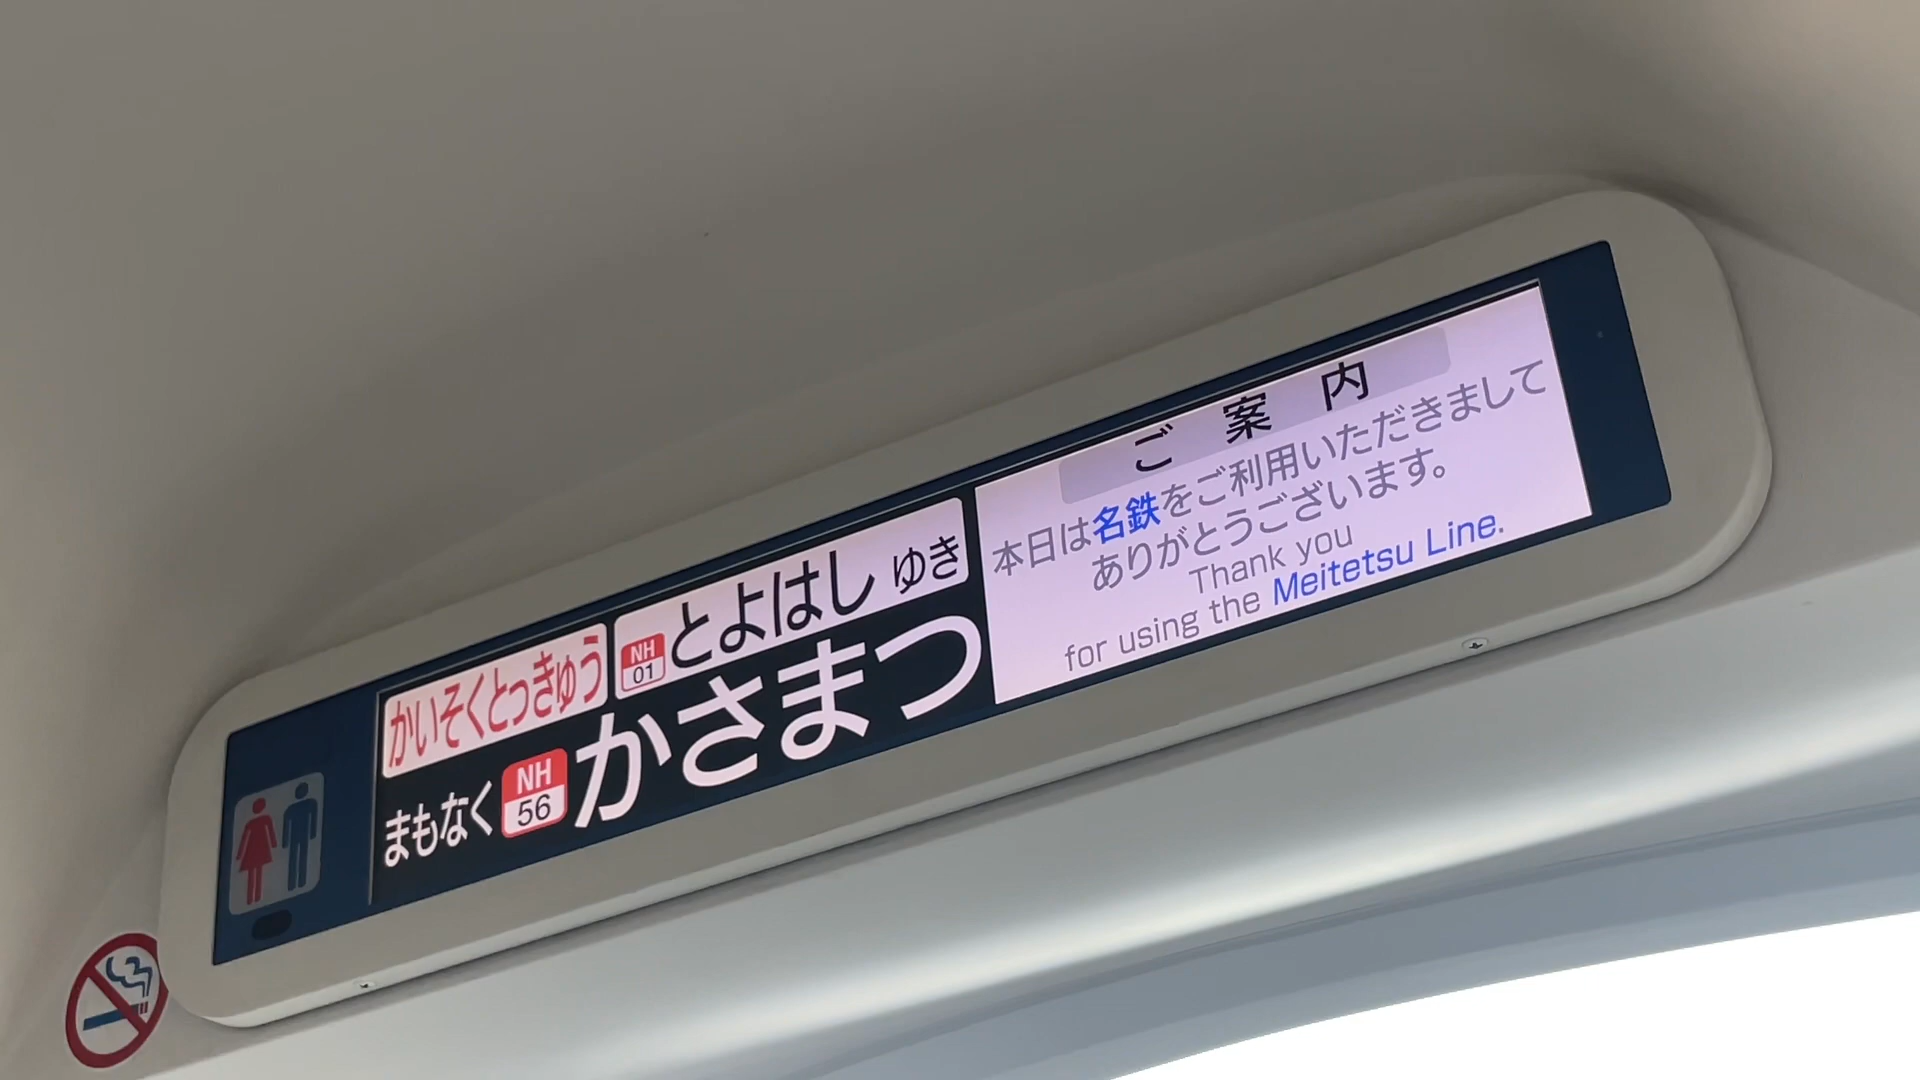 かいそくとっきゅう
NH
01
とよはし ゆき
まもなく
NH
56
かさまつ
ご 案 内
本日は名鉄をご利用いただきまして
ありがとうございます。
Thank you
for using the Meitetsu Line.